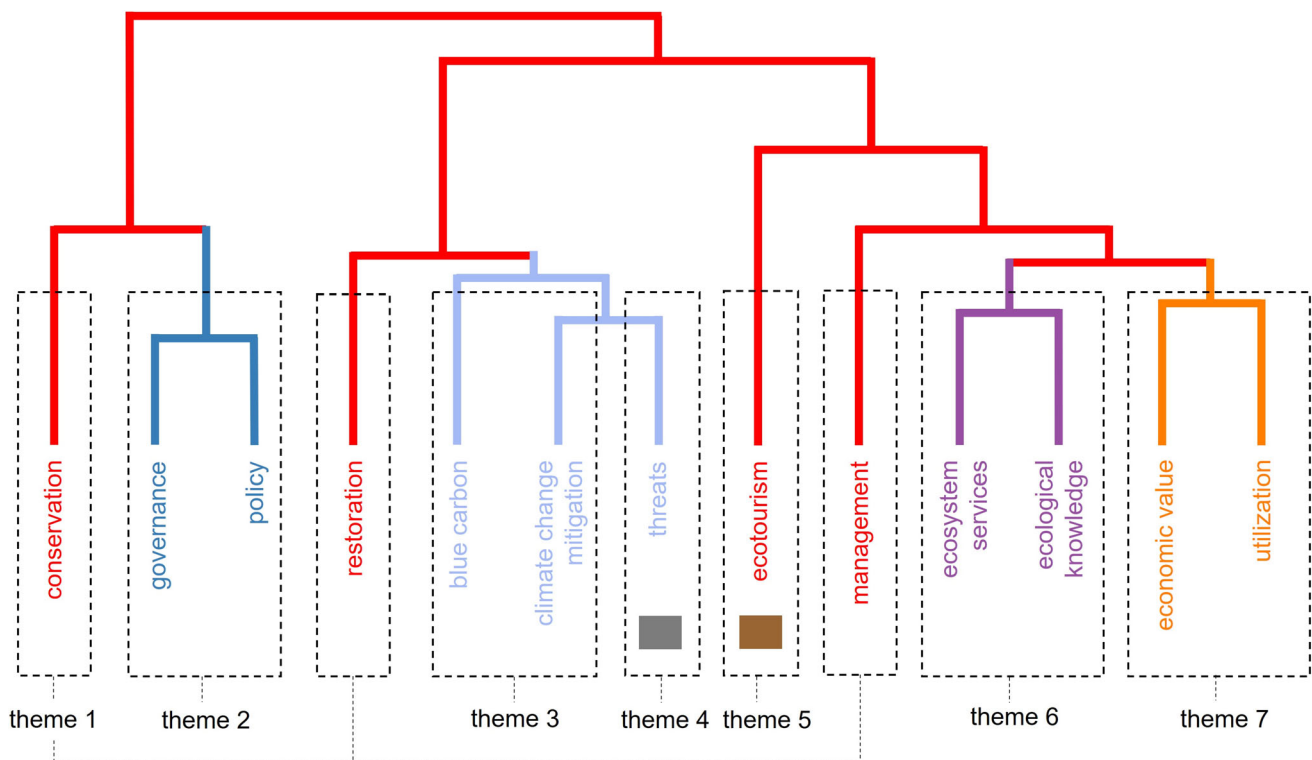 conservation
governance
policy
restoration
blue carbon
climate change
mitigation
threats
ecotourism
management
ecosystem
services
ecological
knowledge
economic value
utilization
theme 1
theme 2
theme 3
theme 4
theme 5
theme 6
theme 7